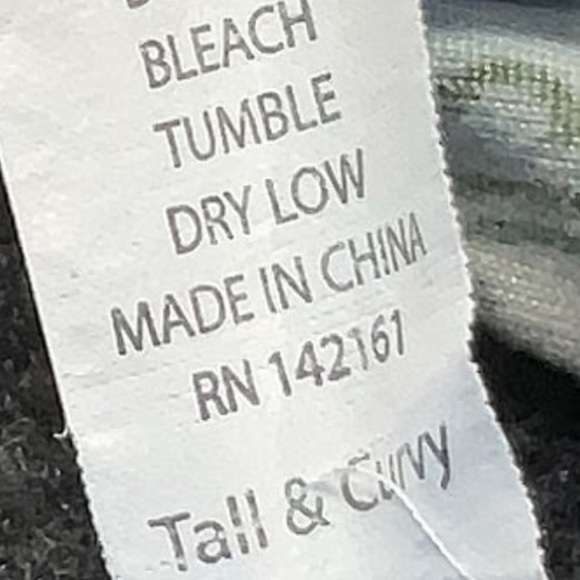 BLEACH
TUMBLE
DRY LOW
MADE IN CHINA
RN 142161
Tall & Curvy